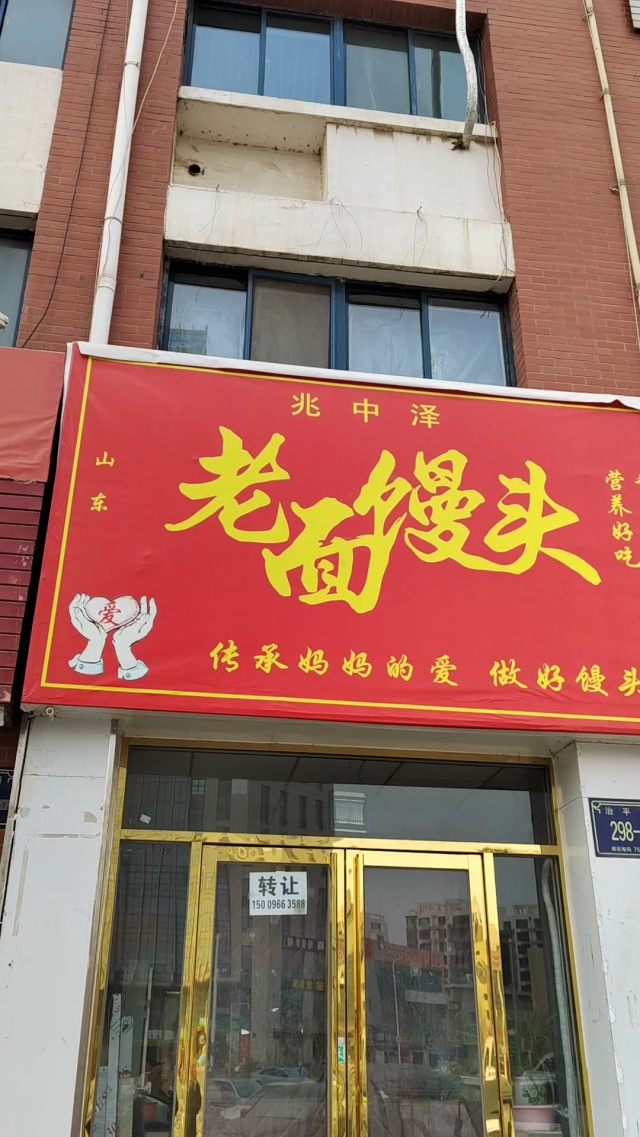 兆中泽
山东
老面馒头
营养好吃
爱
传承妈妈的爱 做好馒头
治平
298-
转让
150 0966 3588